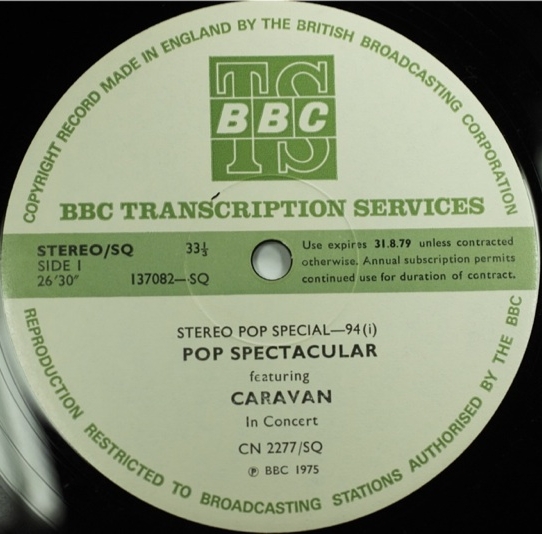 COPYRIGHT RECORD MADE IN ENGLAND BY THE BRITISH BROADCASTING CORPORATION
TS
BBC
BBC TRANSCRIPTION SERVICES
STEREO/SQ 33⅓
SIDE 1
26'30" 137082—SQ
Use expires 31.8.79 unless contracted
otherwise. Annual subscription permits
continued use for duration of contract.
STEREO POP SPECIAL—94(i)
POP SPECTACULAR
featuring
CARAVAN
In Concert
CN 2277/SQ
℗ BBC 1975
REPRODUCTION RESTRICTED TO BROADCASTING STATIONS AUTHORISED BY THE BBC